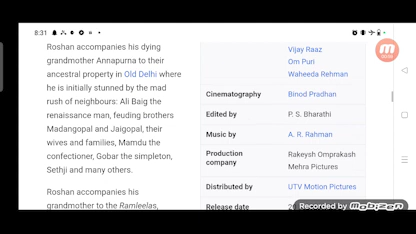 8:31
Roshan accompanies his dying
grandmother Annapurna to their
ancestral property in Old Delhi where
he is initially stunned by the mad
rush of neighbours: Ali Baig the
renaissance man, feuding brothers
Madangopal and Jaigopal, their
wives and families, Mamdu the
confectioner, Gobar the simpleton,
Sethji and many others.
Roshan accompanies his
grandmother to the Ramleelas,
Vijay Raaz
Om Puri
Waheeda Rehman
Cinematography Binod Pradhan
Edited by P. S. Bharathi
Music by A. R. Rahman
Production Rakeysh Omprakash
company Mehra Pictures
Distributed by UTV Motion Pictures
Release date
Recorded by Mobizen